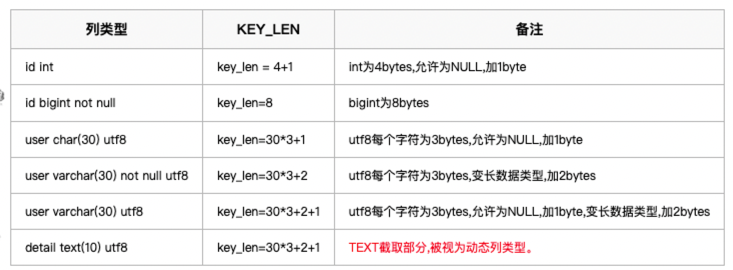 列类型 KEY_LEN 备注
id int key_len = 4+1 int为4bytes,允许为NULL,加1byte
id bigint not null key_len=8 bigint为8bytes
user char(30) utf8 key_len=30*3+1 utf8每个字符为3bytes,允许为NULL,加1byte
user varchar(30) not null utf8 key_len=30*3+2 utf8每个字符为3bytes,变长数据类型,加2bytes
user varchar(30) utf8 key_len=30*3+2+1 utf8每个字符为3bytes,允许为NULL,加1byte,变长数据类型,加2bytes
detail text(10) utf8 key_len=30*3+2+1 TEXT截取部分,被视为动态列类型。